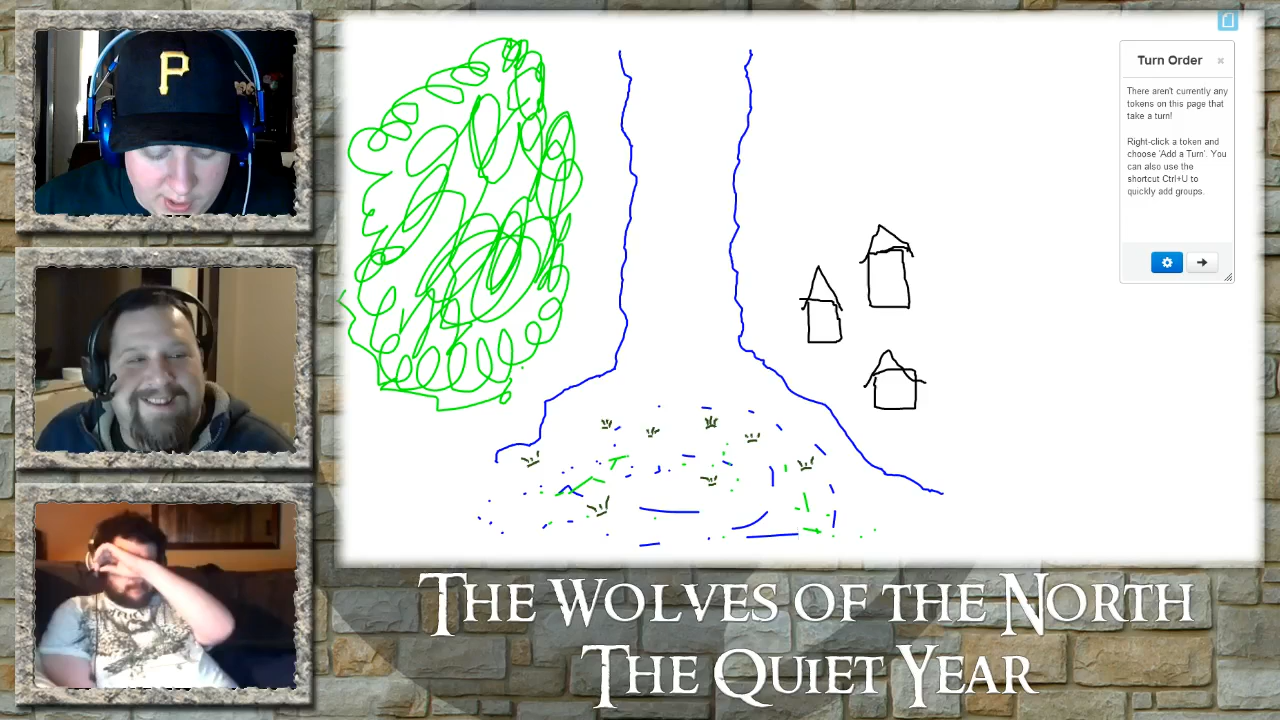 P
Turn Order
There aren't currently any
tokens on this page that
take a turn!
Right-click a token and
choose 'Add a Turn'. You
can also use the
shortcut Ctrl+U to
quickly add groups.
The Wolves of the North
The Quiet Year